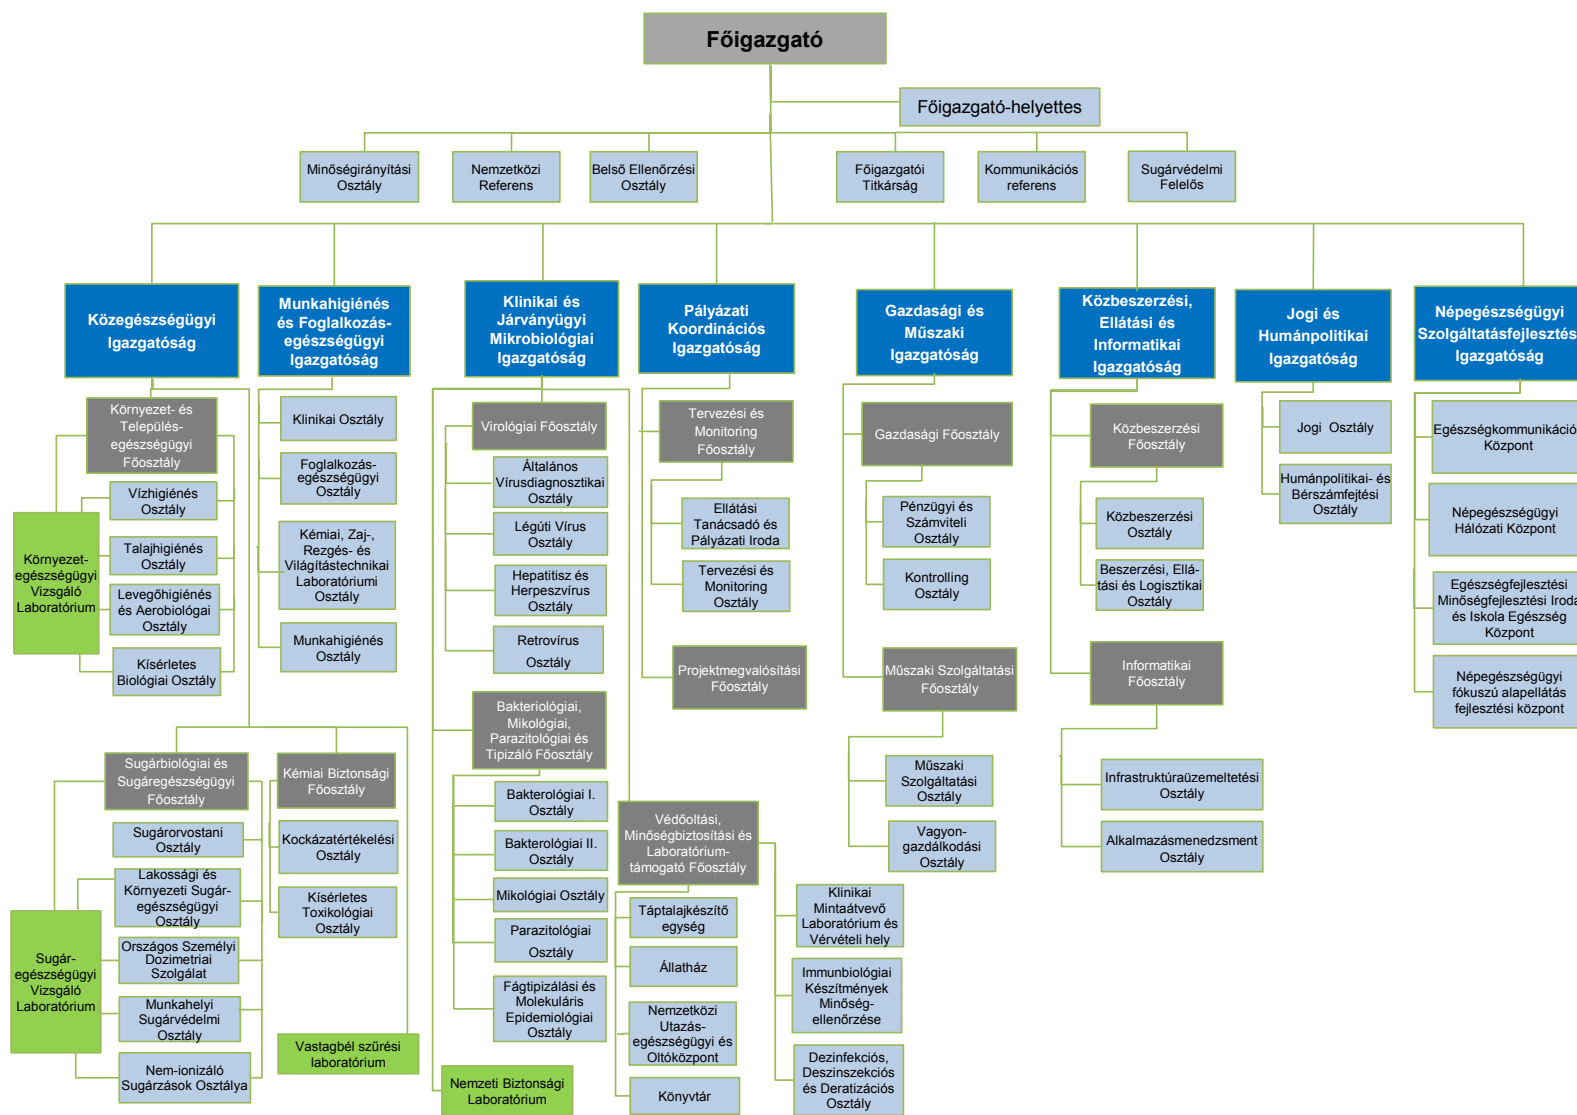 Főigazgató
Főigazgató-helyettes
Minőségirányítási
Osztály
Nemzetközi
Referens
Belső Ellenőrzési
Osztály
Főigazgatói
Titkárság
Kommunikációs
referens
Sugárvédelmi
Felelős
Közegészségügyi
Igazgatóság
Munkahigiénés
és Foglalkozás-
egészségügyi
Igazgatóság
Klinikai és
Járványügyi
Mikrobiológiai
Igazgatóság
Pályázati
Koordinációs
Igazgatóság
Gazdasági és
Műszaki
Igazgatóság
Közbeszerzési,
Ellátási és
Informatikai
Igazgatóság
Jogi és
Humánpolitikai
Igazgatóság
Népegészségügyi
Szolgáltatásfejlesztés
Igazgatóság
Környezet- és
Település-
egészségügyi
Főosztály
Vízhigiénés
Osztály
Talajhigiénés
Osztály
Levegőhigiénés
és Aerobiológai
Osztály
Kísérletes
Biológiai Osztály
Környezet-
egészségügyi
Vizsgáló
Laboratórium
Sugárbiológiai és
Sugáregészségügyi
Főosztály
Sugárorvostani
Osztály
Lakossági és
Környezeti Sugár-
egészségügyi
Osztály
Országos Személyi
Dozimetriai
Szolgálat
Munkahelyi
Sugárvédelmi
Osztály
Nem-ionizáló
Sugárzások Osztálya
Sugár-
egészségügyi
Vizsgáló
Laboratórium
Kémiai Biztonsági
Főosztály
Kockázatértékelési
Osztály
Kísérletes
Toxikológiai
Osztály
Vastagbél szűrési
laboratórium
Klinikai Osztály
Foglalkozás-
egészségügyi
Osztály
Kémiai, Zaj-,
Rezgés- és
Világítástechnikai
Laboratóriumi
Osztály
Munkahigiénés
Osztály
Virológiai Főosztály
Általános
Vírusdiagnosztikai
Osztály
Légúti Vírus
Osztály
Hepatitisz és
Herpeszvírus
Osztály
Retrovírus
Osztály
Bakteriológiai,
Mikológiai,
Parazitológiai és
Tipizáló Főosztály
Bakterológiai I.
Osztály
Bakterológiai II.
Osztály
Mikológiai Osztály
Parazitológiai
Osztály
Fágtipizálási és
Molekuláris
Epidemiológiai
Osztály
Nemzeti Biztonsági
Laboratórium
Védőoltási,
Minőségbiztosítási és
Laboratórium-
támogató Főosztály
Táptalajkészítő
egység
Állatház
Nemzetközi
Utazás-
egészségügyi és
Oltóközpont
Könyvtár
Klinikai
Mintaátvevő
Laboratórium és
Vérvételi hely
Immunbiológiai
Készítmények
Minőség-
ellenőrzése
Dezinfekciós,
Deszinszekciós
és Deratizációs
Osztály
Tervezési és
Monitoring
Főosztály
Ellátási
Tanácsadó és
Pályázati Iroda
Tervezési és
Monitoring
Osztály
Projektmegvalósítási
Főosztály
Gazdasági Főosztály
Pénzügyi és
Számviteli
Osztály
Kontrolling
Osztály
Műszaki Szolgáltatási
Főosztály
Műszaki
Szolgáltatási
Osztály
Vagyon-
gazdálkodási
Osztály
Közbeszerzési
Főosztály
Közbeszerzési
Osztály
Beszerzési, Ellá-
tási és Logisztikai
Osztály
Informatikai
Főosztály
Infrastruktúraüzemeltetési
Osztály
Alkalmazásmenedzsment
Osztály
Jogi Osztály
Humánpolitikai- és
Bérszámfejtési
Osztály
Egészségkommunikáció
Központ
Népegészségügyi
Hálózati Központ
Egészségfejlesztési
Minőségfejlesztési Iroda
és Iskola Egészség
Központ
Népegészségügyi
fókuszú alapellátás
fejlesztési központ